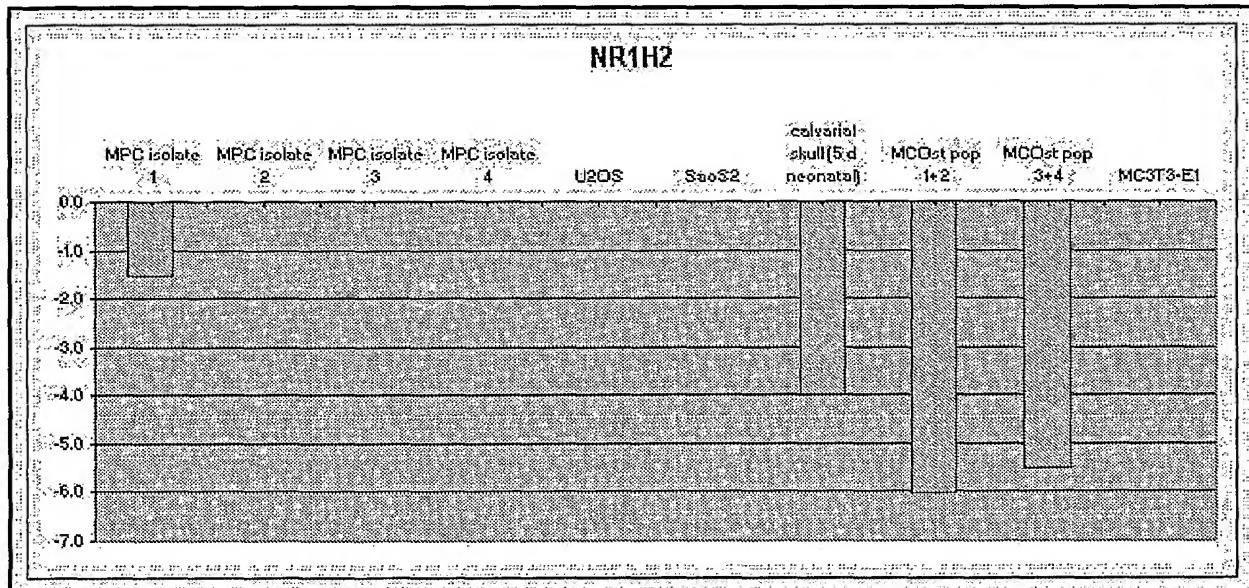 NR1H2
MPC isolate 1
MPC isolate 2
MPC isolate 3
MPC isolate 4
U2OS
SaoS2
calvarial skull(5 d neonatal)
MCOst pop 1+2
MCOst pop 3+4
MC3T3-E1
0.0
-1.0
-2.0
-3.0
-4.0
-5.0
-6.0
-7.0